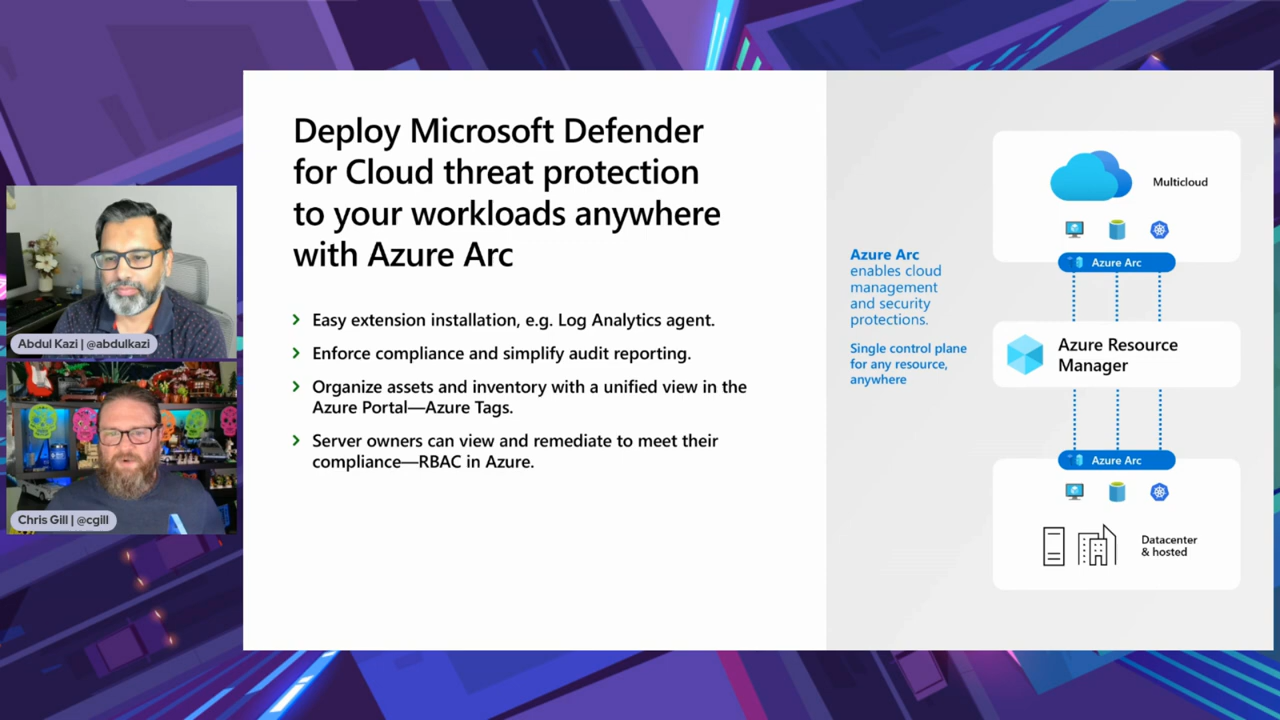 Deploy Microsoft Defender
for Cloud threat protection
to your workloads anywhere
with Azure Arc
Easy extension installation, e.g. Log Analytics agent.
Enforce compliance and simplify audit reporting.
Organize assets and inventory with a unified view in the
Azure Portal—Azure Tags.
Server owners can view and remediate to meet their
compliance—RBAC in Azure.
Azure Arc
enables cloud
management
and security
protections.
Single control plane
for any resource,
anywhere
Multicloud
Azure Arc
Azure Resource
Manager
Azure Arc
Datacenter
& hosted
Abdul Kazi | @abdulkazi
Chris Gill | @cgill